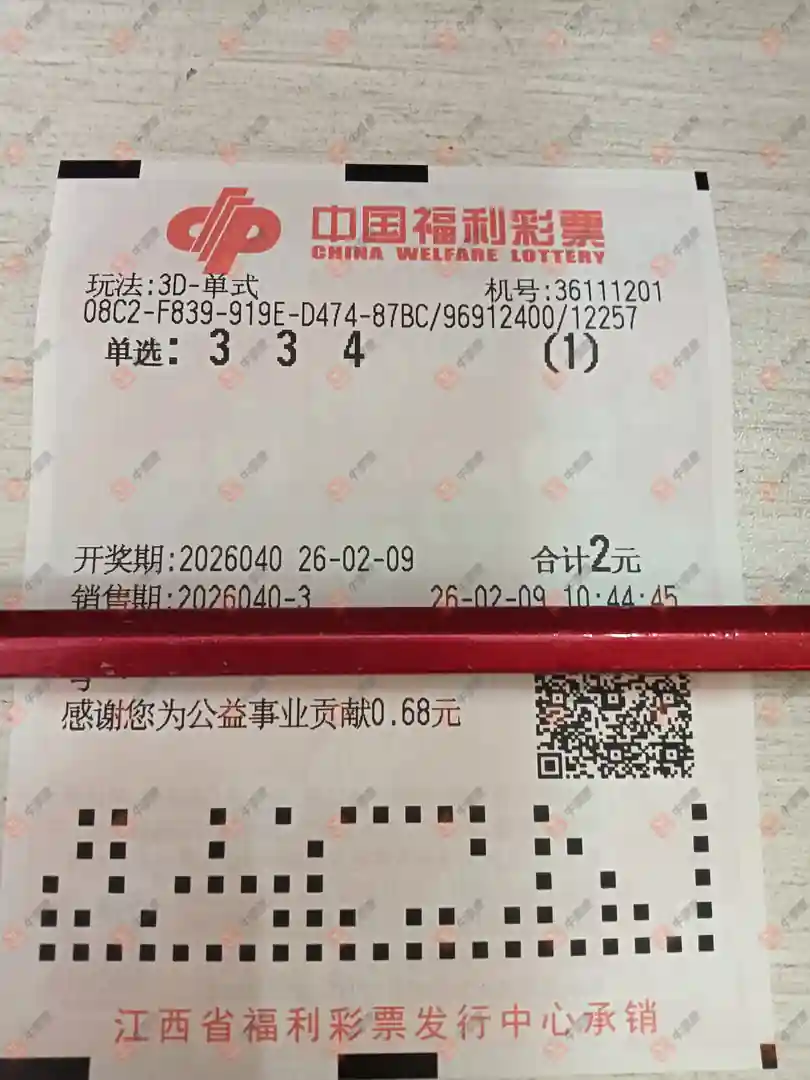 中国福利彩票
CHINA WELFARE LOTTERY
玩法:3D-单式 机号:36111201
08C2-F839-919E-D474-87BC/96912400/12257
单选: 3 3 4 (1)
开奖期:2026040 26-02-09 合计2元
销售期:2026040-3 26-02-09 10:44:45
号
感谢您为公益事业贡献0.68元
江西省福利彩票发行中心承销